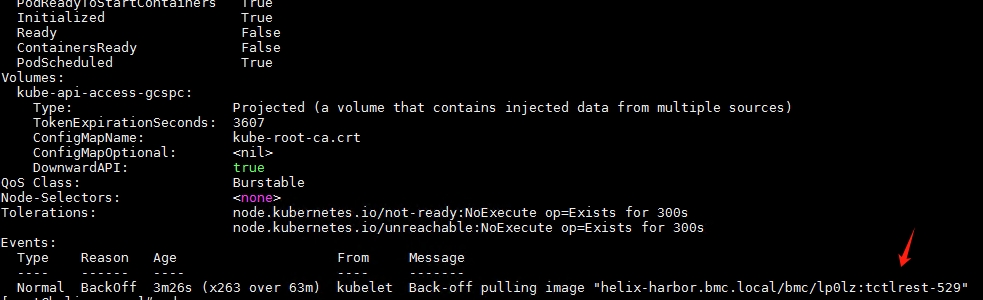 PodReadyToStartContainers   True
  Initialized                 True
  Ready                       False
  ContainersReady             False
  PodScheduled                True
Volumes:
  kube-api-access-gcspc:
    Type:                    Projected (a volume that contains injected data from multiple sources)
    TokenExpirationSeconds:  3607
    ConfigMapName:           kube-root-ca.crt
    ConfigMapOptional:       <nil>
    DownwardAPI:             true
QoS Class:                   Burstable
Node-Selectors:              <none>
Tolerations:                 node.kubernetes.io/not-ready:NoExecute op=Exists for 300s
                             node.kubernetes.io/unreachable:NoExecute op=Exists for 300s
Events:
  Type    Reason   Age                    From     Message
  ----    ------   ----                   ----     -------
  Normal  BackOff  3m26s (x263 over 63m)  kubelet  Back-off pulling image "helix-harbor.bmc.local/bmc/lp0lz:tctlrest-529"